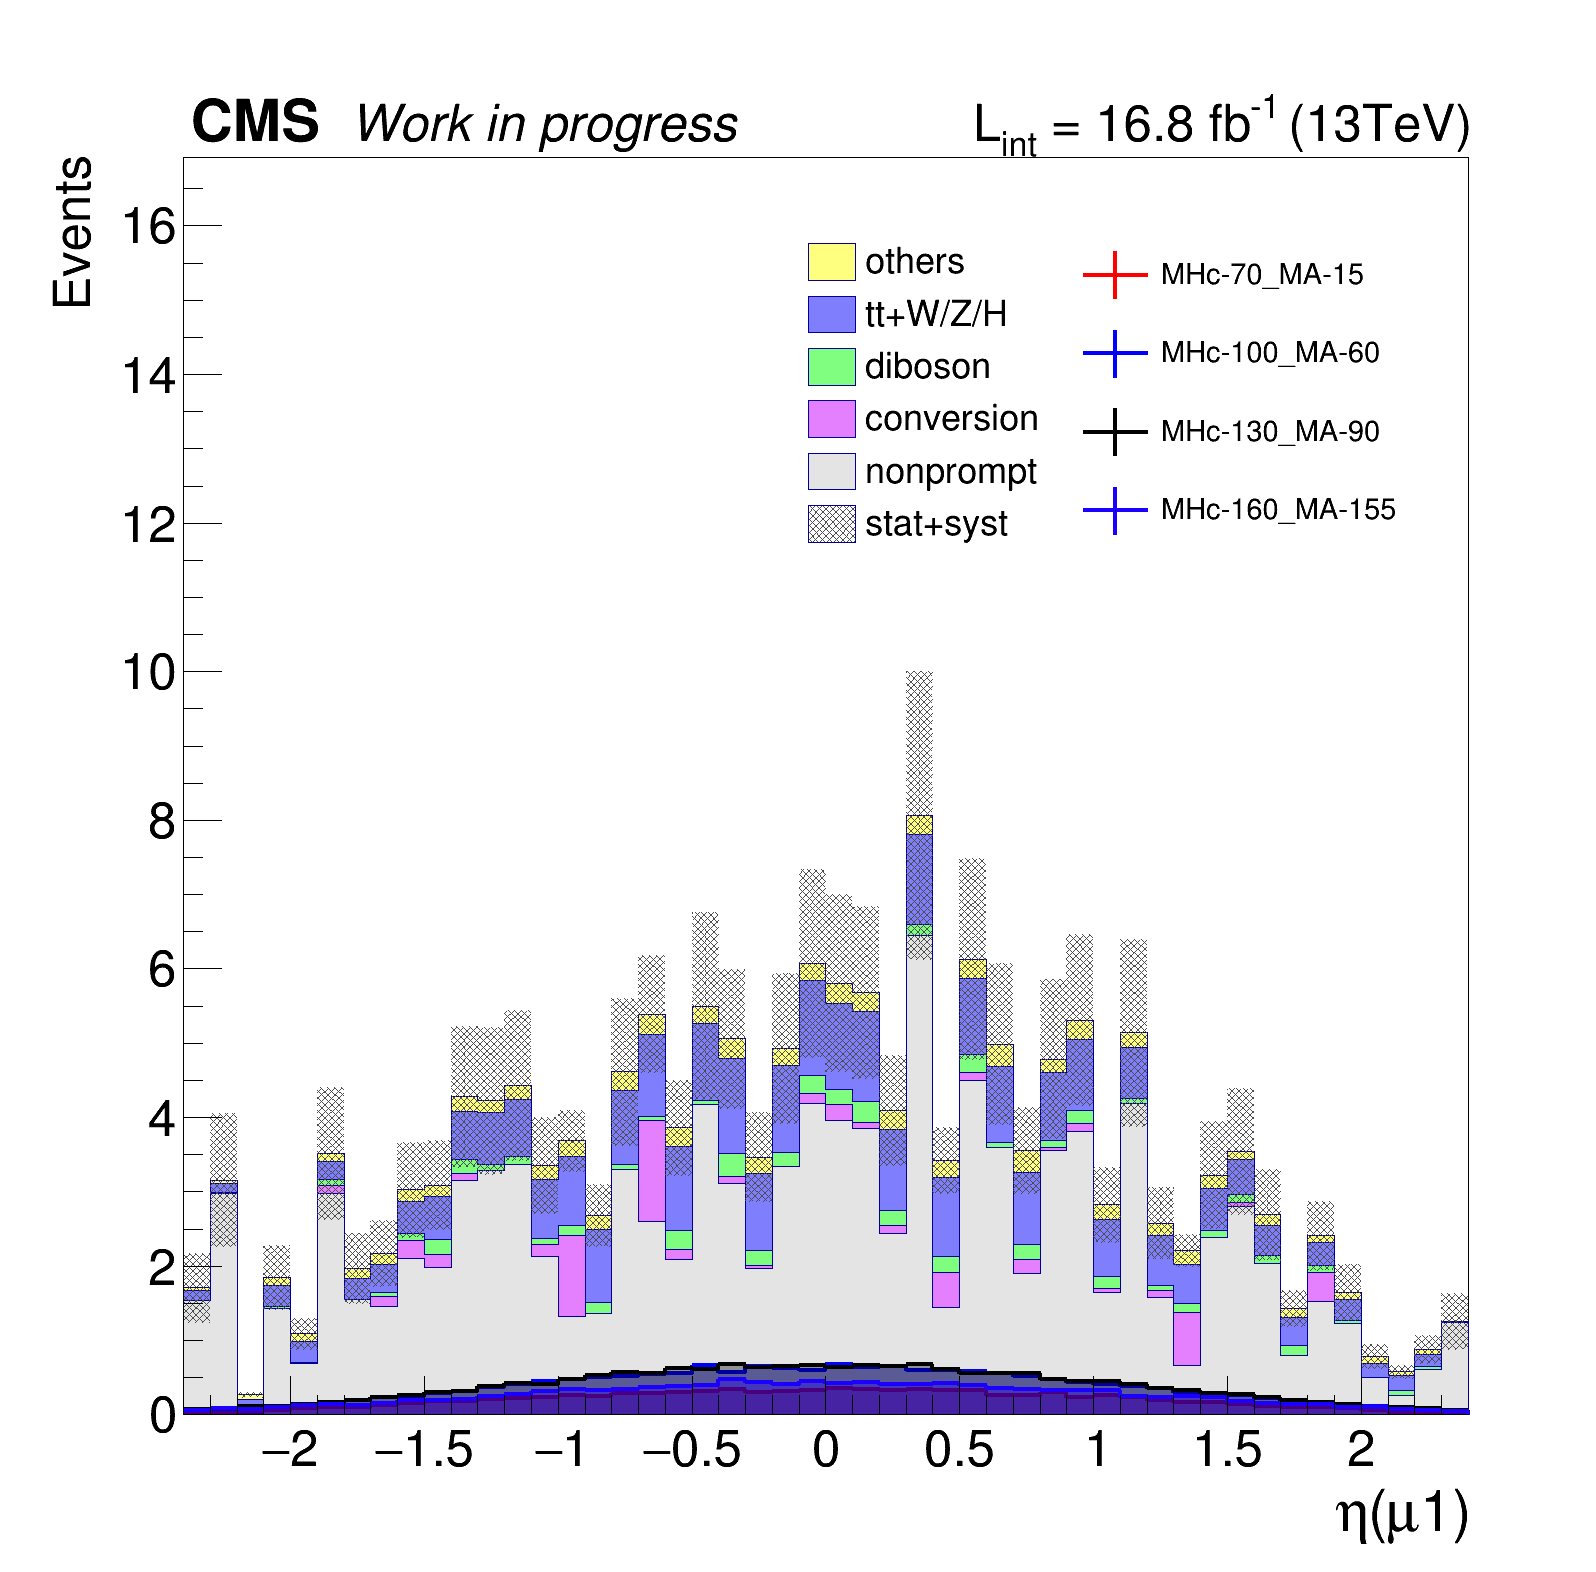 CMS Work in progress
L_int = 16.8 fb^-1 (13TeV)
Events
16
14
12
10
8
6
4
2
0
others
tt+W/Z/H
diboson
conversion
nonprompt
stat+syst
MHc-70_MA-15
MHc-100_MA-60
MHc-130_MA-90
MHc-160_MA-155
−2 −1.5 −1 −0.5 0 0.5 1 1.5 2
η(μ1)